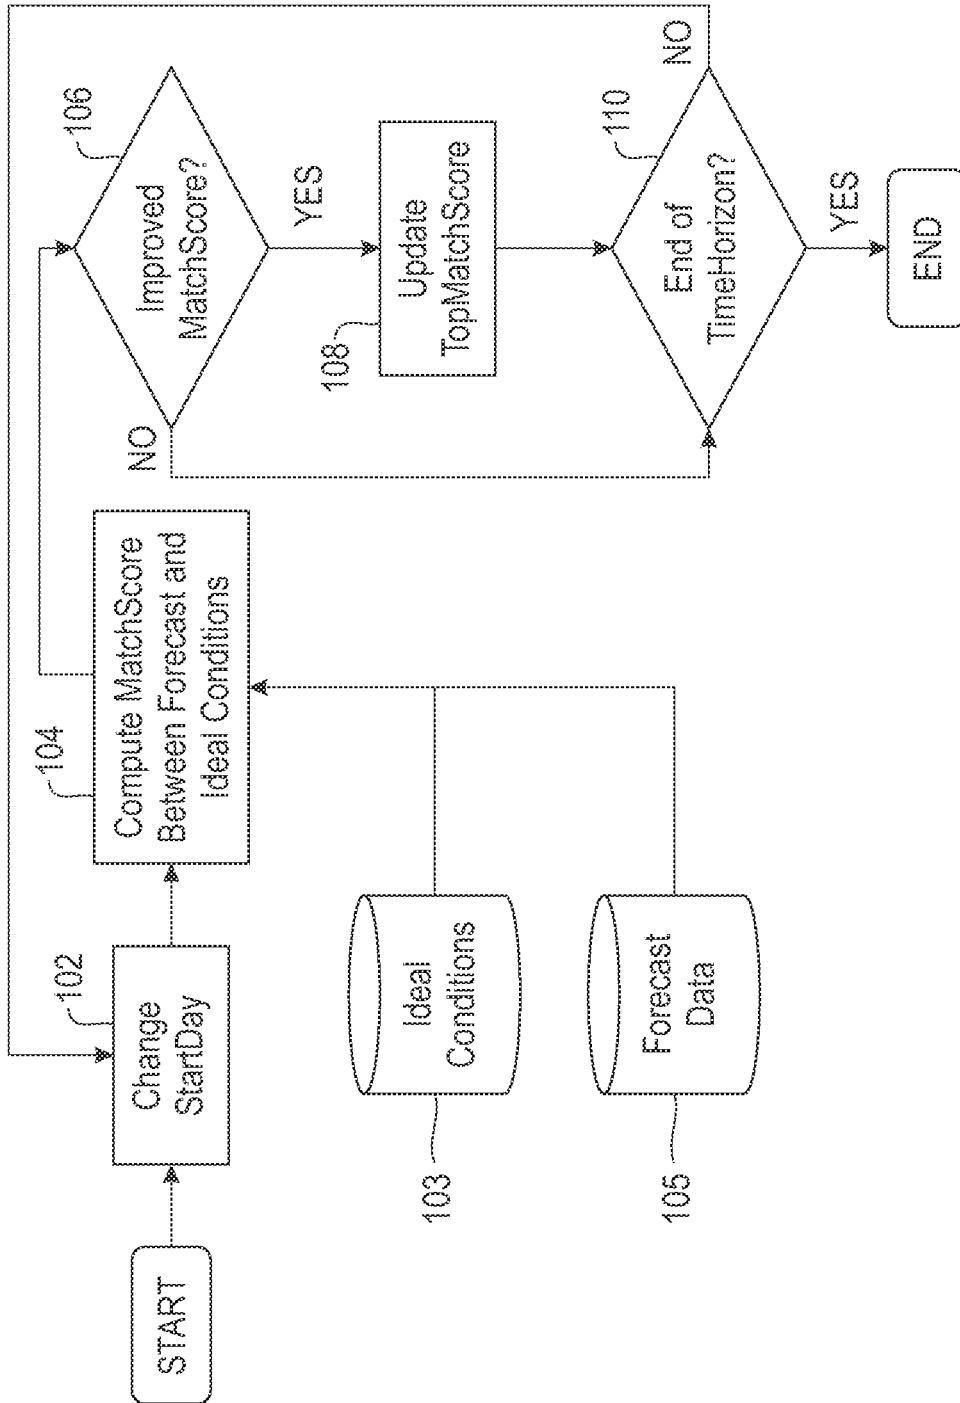 START
102
Change
StartDay
104
Compute MatchScore
Between Forecast and
Ideal Conditions
103
Ideal
Conditions
105
Forecast
Data
106
Improved
MatchScore?
NO
YES
108
Update
TopMatchScore
110
End of
TimeHorizon?
NO
YES
END